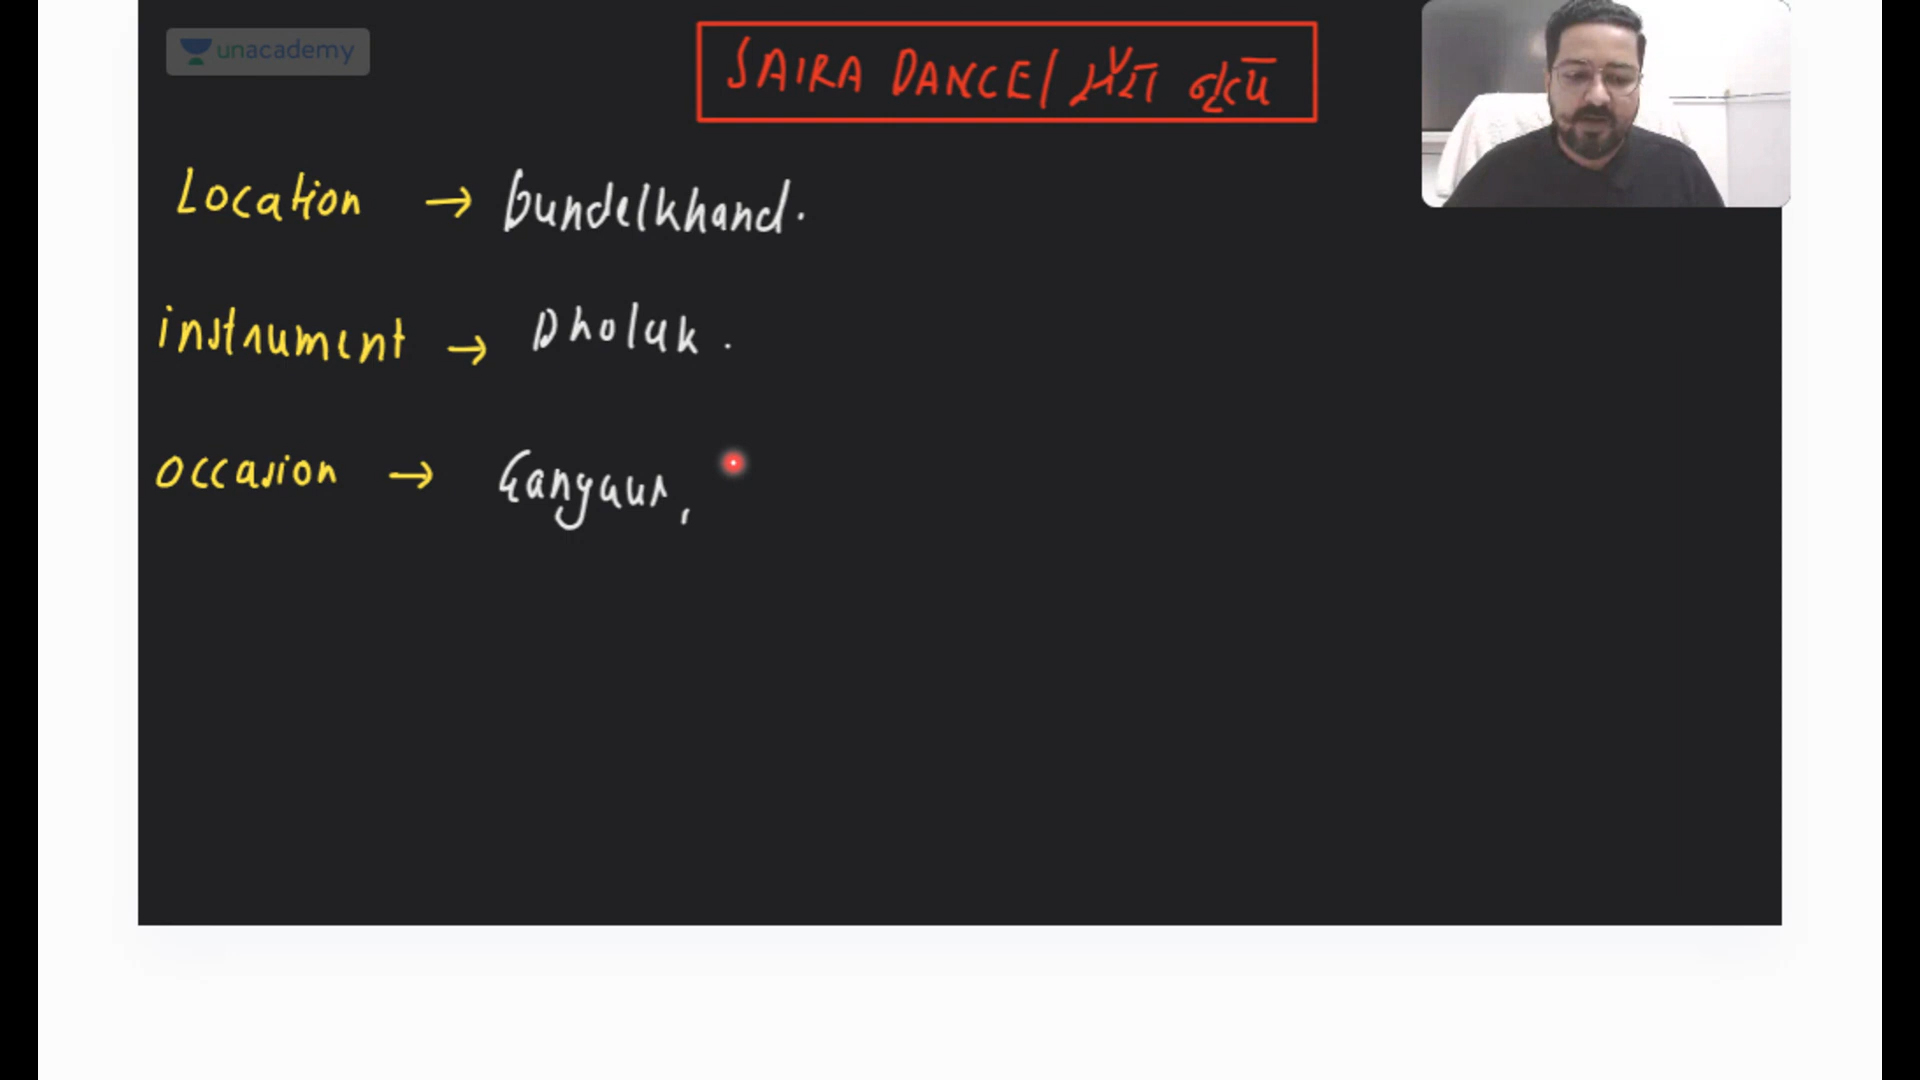 unacademy
SAIRA DANCE/ सैरा नृत्य
Location → bundelkhand.
instrument → Dholak.
occasion → Gangaur,